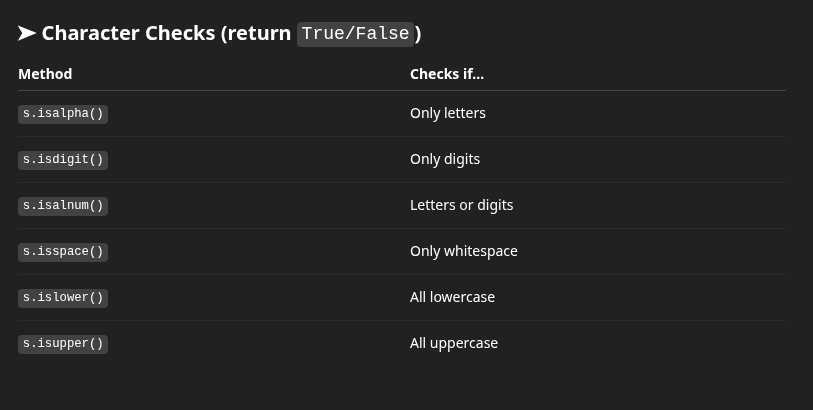 ➤ Character Checks (return True/False)
Method Checks if...
s.isalpha() Only letters
s.isdigit() Only digits
s.isalnum() Letters or digits
s.isspace() Only whitespace
s.islower() All lowercase
s.isupper() All uppercase